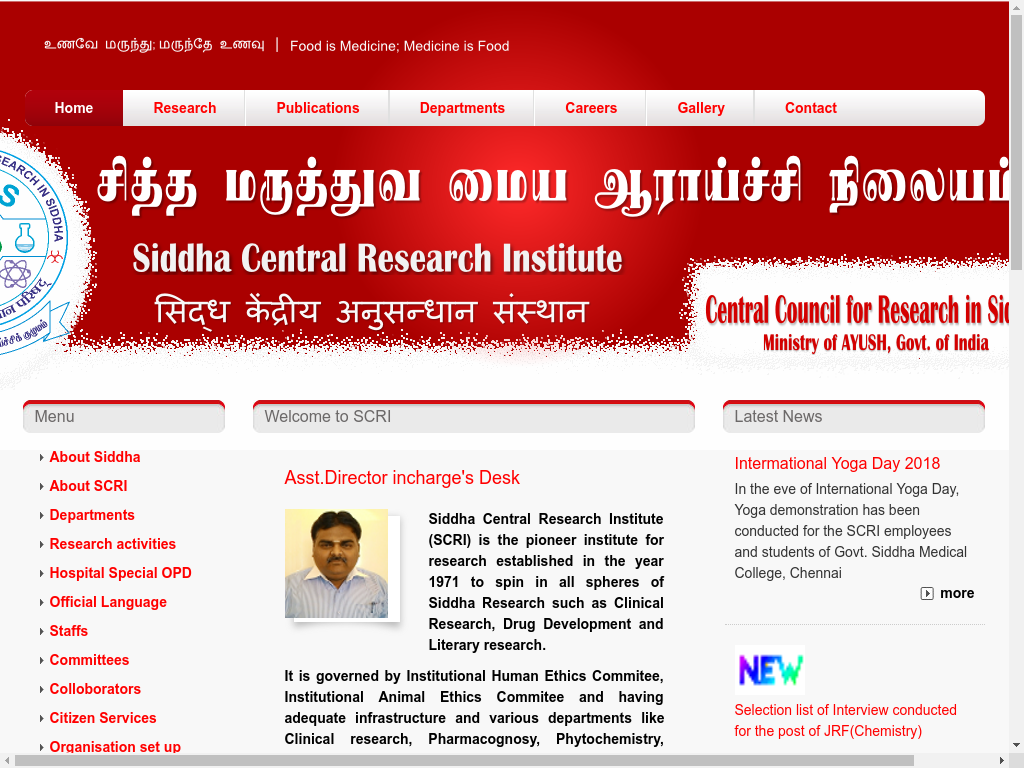 உணவே மருந்து; மருந்தே உணவு | Food is Medicine; Medicine is Food
Home Research Publications Departments Careers Gallery Contact
சித்த மருத்துவ மைய ஆராய்ச்சி நிலையம்
Siddha Central Research Institute
सिद्ध केंद्रीय अनुसन्धान संस्थान
Central Council for Research in
Ministry of AYUSH, Govt. of India
Menu
About Siddha
About SCRI
Departments
Research activities
Hospital Special OPD
Official Language
Staffs
Committees
Colloborators
Citizen Services
Organisation set up
Welcome to SCRI
Asst.Director incharge's Desk
Siddha Central Research Institute
(SCRI) is the pioneer institute for
research established in the year
1971 to spin in all spheres of
Siddha Research such as Clinical
Research, Drug Development and
Literary research.
It is governed by Institutional Human Ethics Commitee,
Institutional Animal Ethics Commitee and having
adequate infrastructure and various departments like
Clinical research, Pharmacognosy, Phytochemistry,
Latest News
Intermational Yoga Day 2018
In the eve of International Yoga Day,
Yoga demonstration has been
conducted for the SCRI employees
and students of Govt. Siddha Medical
College, Chennai
more
NEW
Selection list of Interview conducted
for the post of JRF(Chemistry)